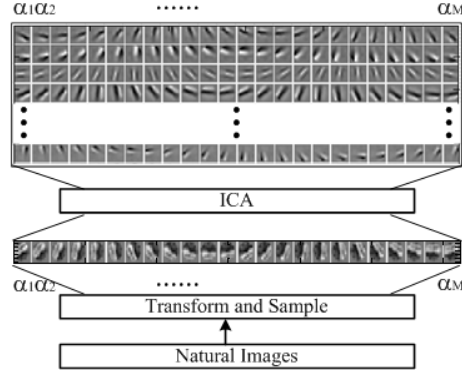 α1α2 ...... αM
ICA
α1α2 ...... αM
Transform and Sample
Natural Images